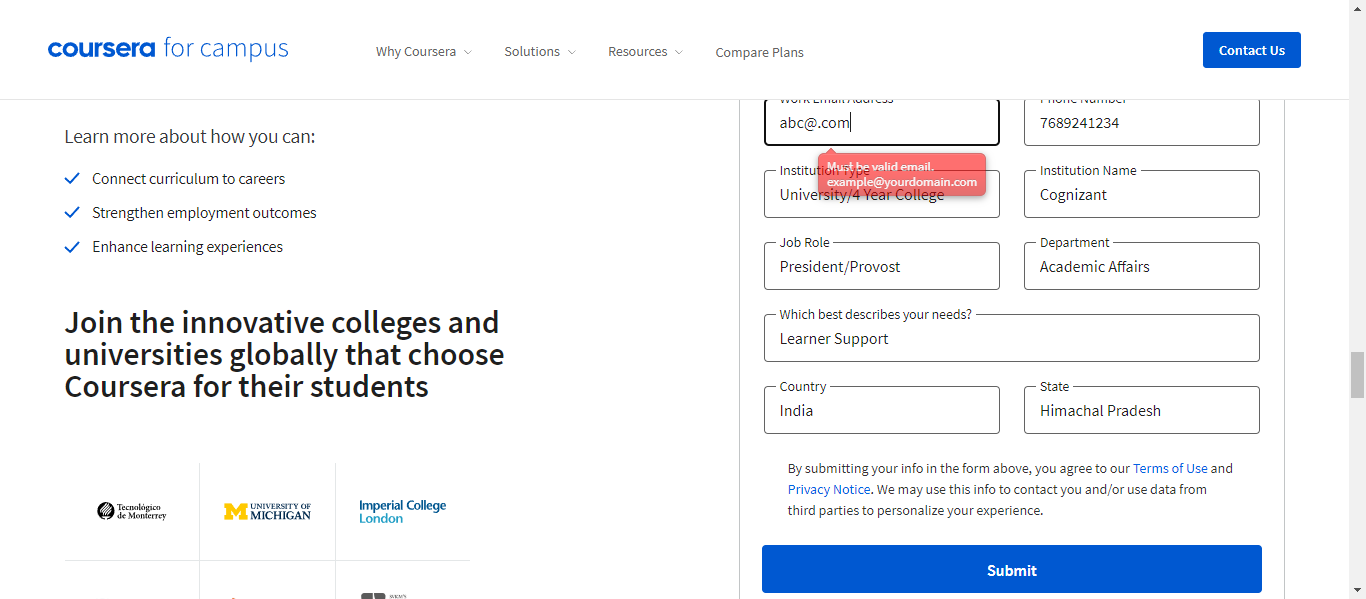 coursera for campus
Why Coursera
Solutions
Resources
Compare Plans
Contact Us
Learn more about how you can:
Connect curriculum to careers
Strengthen employment outcomes
Enhance learning experiences
Join the innovative colleges and
universities globally that choose
Coursera for their students
Tecnológico
de Monterrey
M UNIVERSITY OF
MICHIGAN
Imperial College
London
Work Email Address
abc@.com
Phone Number
7689241234
Must be valid email.
example@yourdomain.com
Institution Type
University/4 Year College
Institution Name
Cognizant
Job Role
President/Provost
Department
Academic Affairs
Which best describes your needs?
Learner Support
Country
India
State
Himachal Pradesh
By submitting your info in the form above, you agree to our Terms of Use and
Privacy Notice. We may use this info to contact you and/or use data from
third parties to personalize your experience.
Submit